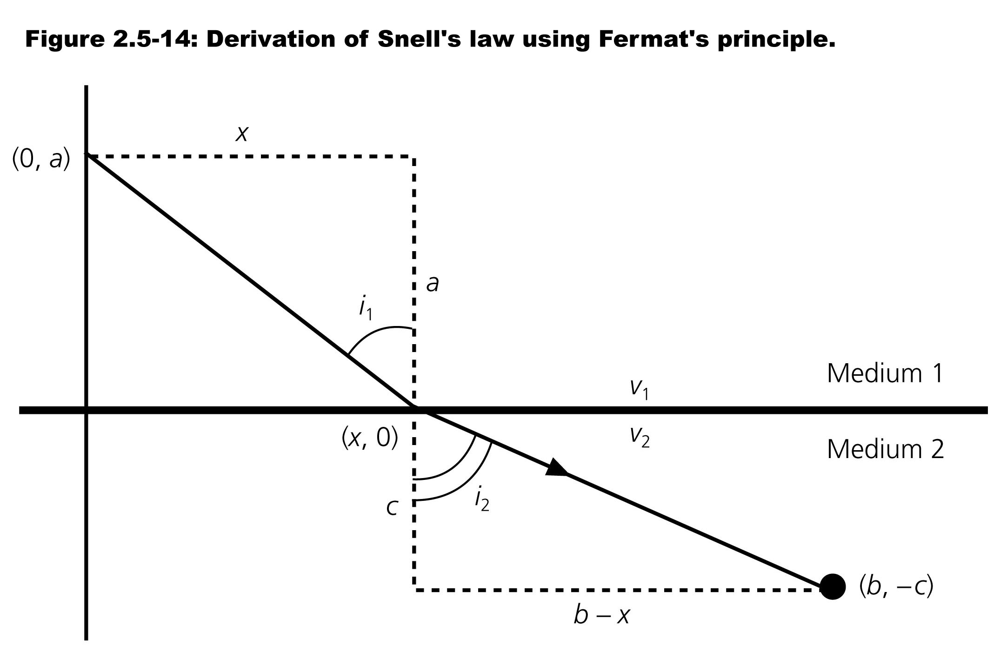 Figure 2.5-14: Derivation of Snell's law using Fermat's principle.
x
(0, a)
a
i₁
Medium 1
v₁
(x, 0)
v₂
Medium 2
c
i₂
(b, −c)
b − x